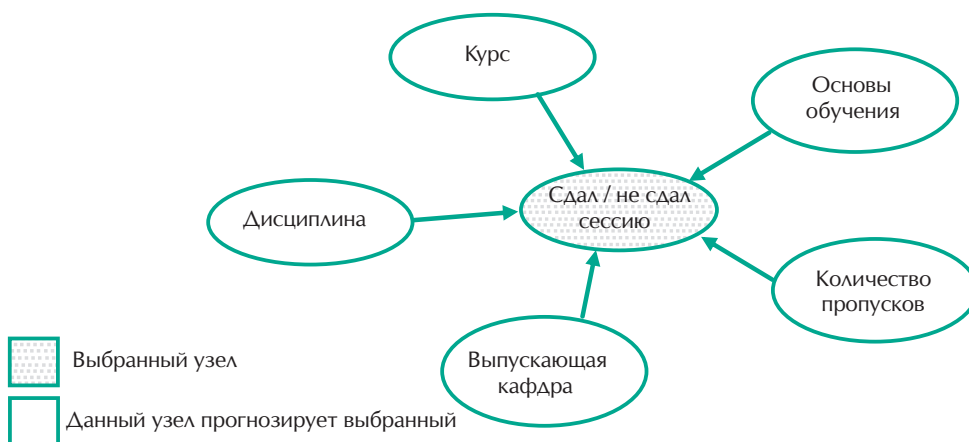 Курс
Основы
обучения
Сдал / не сдал
сессию
Дисциплина
Количество
пропусков
Выпускающая
кафдра
Выбранный узел
Данный узел прогнозирует выбранный